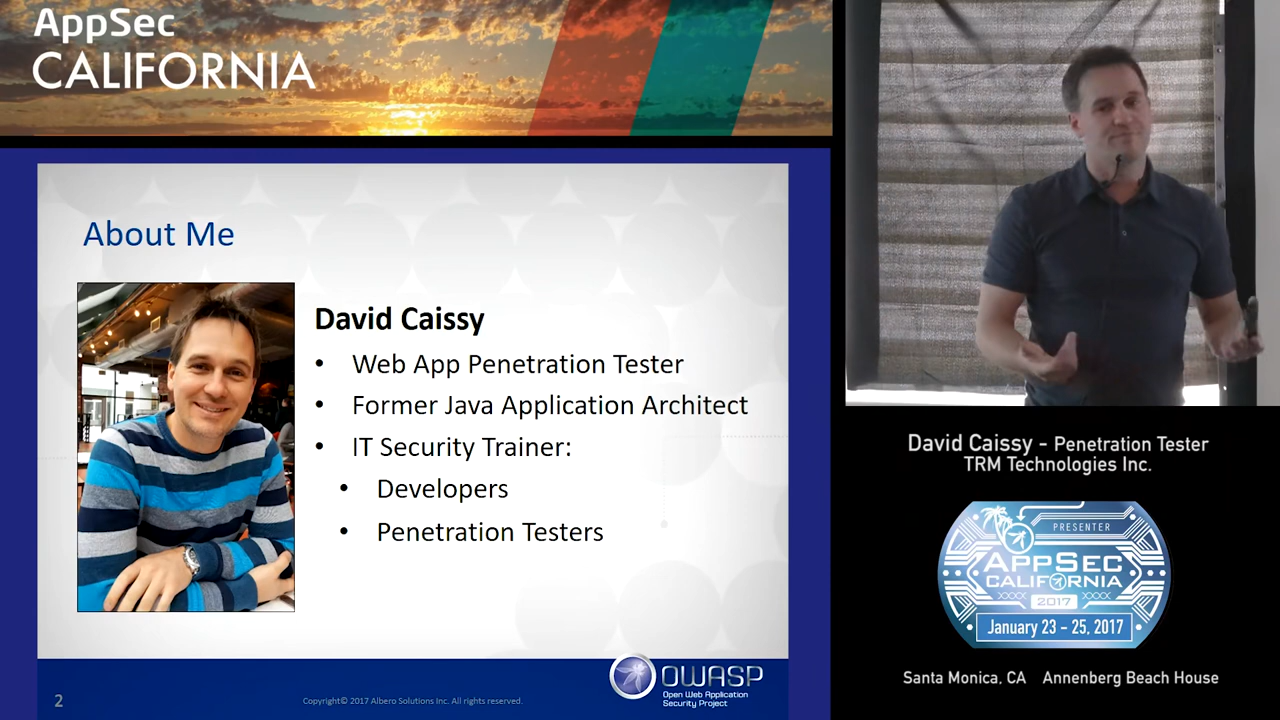 AppSec
CALIFORNIA
About Me
David Caissy
• Web App Penetration Tester
• Former Java Application Architect
• IT Security Trainer:
• Developers
• Penetration Testers
2
Copyright© 2017 Albero Solutions Inc. All rights reserved.
OWASP
Open Web Application
Security Project
David Caissy - Penetration Tester
TRM Technologies Inc.
PRESENTER
APPSEC
CALIFORNIA
2017
January 23 - 25, 2017
Santa Monica, CA Annenberg Beach House